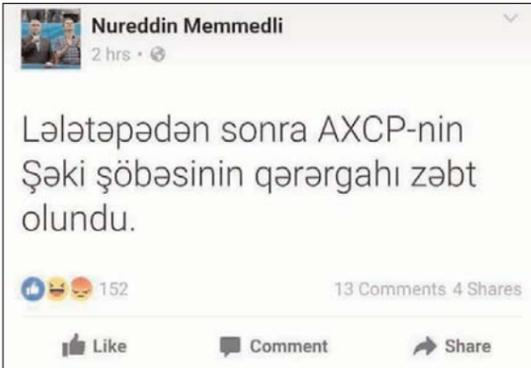 Nureddin Memmedli
2 hrs •
Lələtəpədən sonra AXCP-nin
Şəki şöbəsinin qərərgahı zəbt
olundu.
152 13 Comments 4 Shares
Like Comment Share